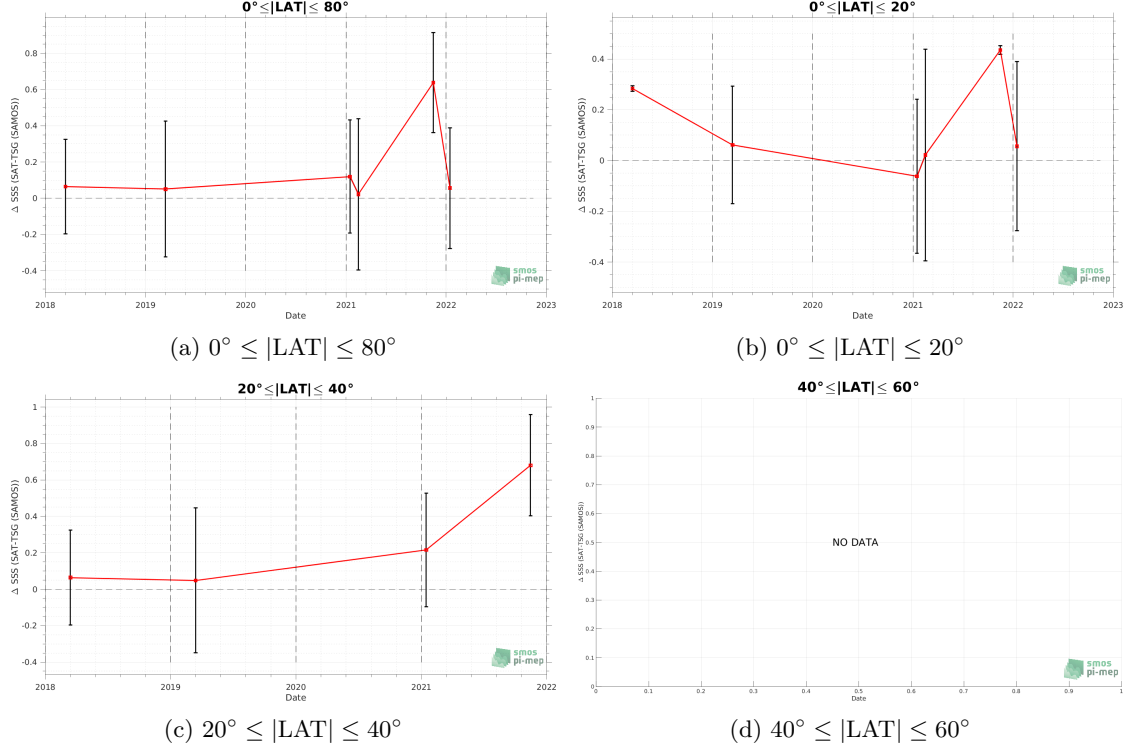 0°≤|LAT|≤ 80°
Δ SSS (SAT-TSG (SAMOS))
0.8
0.6
0.4
0.2
0
-0.2
-0.4
2018 2019 2020 2021 2022 2023
Date
smos
pi-mep
(a) 0° ≤ |LAT| ≤ 80°
0°≤|LAT|≤ 20°
Δ SSS (SAT-TSG (SAMOS))
0.4
0.2
0
-0.2
-0.4
2018 2019 2020 2021 2022 2023
Date
smos
pi-mep
(b) 0° ≤ |LAT| ≤ 20°
20°≤|LAT|≤ 40°
Δ SSS (SAT-TSG (SAMOS))
1
0.8
0.6
0.4
0.2
0
-0.2
-0.4
2018 2019 2020 2021 2022
Date
smos
pi-mep
(c) 20° ≤ |LAT| ≤ 40°
40°≤|LAT|≤ 60°
Δ SSS (SAT-TSG (SAMOS))
1
0.9
0.8
0.7
0.6
0.5
0.4
0.3
0.2
0.1
0
NO DATA
0 0.1 0.2 0.3 0.4 0.5 0.6 0.7 0.8 0.9 1
Date
smos
pi-mep
(d) 40° ≤ |LAT| ≤ 60°